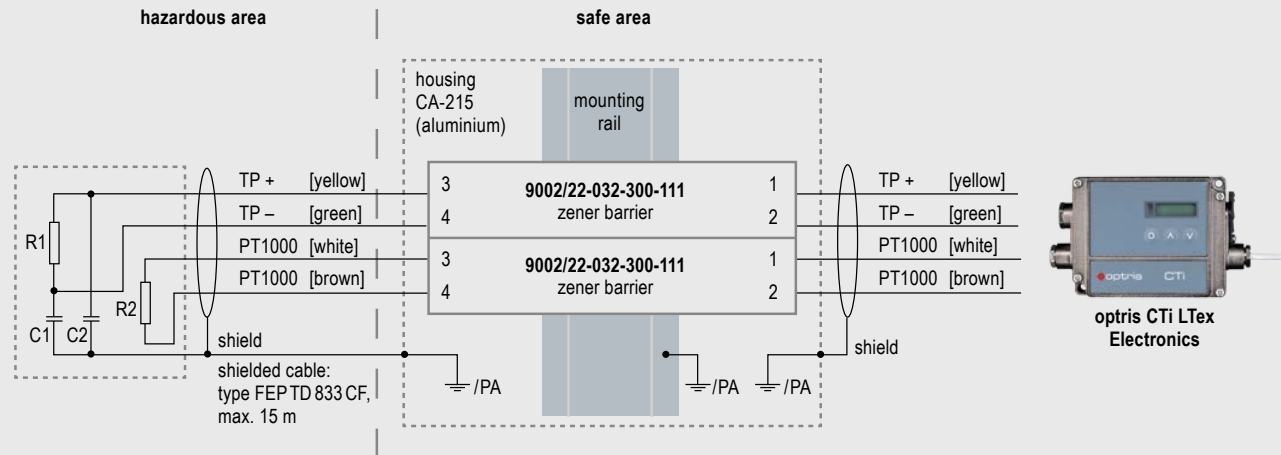 hazardous area
safe area
housing
CA-215
(aluminium)
mounting
rail
TP + [yellow]
TP – [green]
PT1000 [white]
PT1000 [brown]
3
4
9002/22-032-300-111
zener barrier
1
2
3
4
9002/22-032-300-111
zener barrier
1
2
TP + [yellow]
TP – [green]
PT1000 [white]
PT1000 [brown]
R1
R2
C1
C2
shield
shielded cable:
type FEP TD 833 CF,
max. 15 m
/PA
/PA
/PA
shield
optris CTi
optris CTi LTex
Electronics